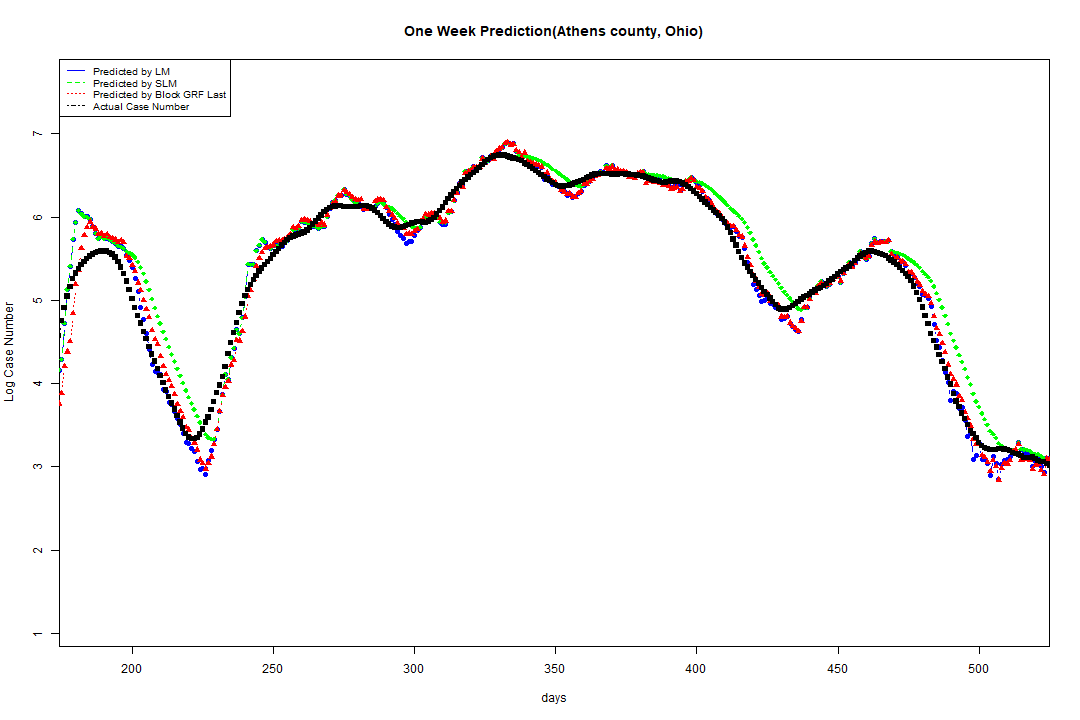 One Week Prediction(Athens county, Ohio)
Predicted by LM
Predicted by SLM
Predicted by Block GRF Last
Actual Case Number
7
6
5
4
3
2
1
Log Case Number
200 250 300 350 400 450 500
days